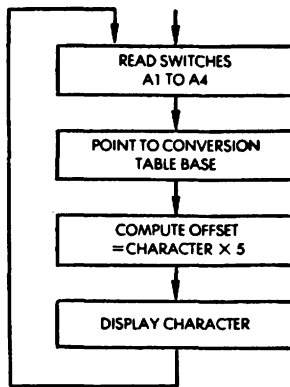 READ SWITCHES
A1 TO A4
POINT TO CONVERSION
TABLE BASE
COMPUTE OFFSET
=CHARACTER × 5
DISPLAY CHARACTER